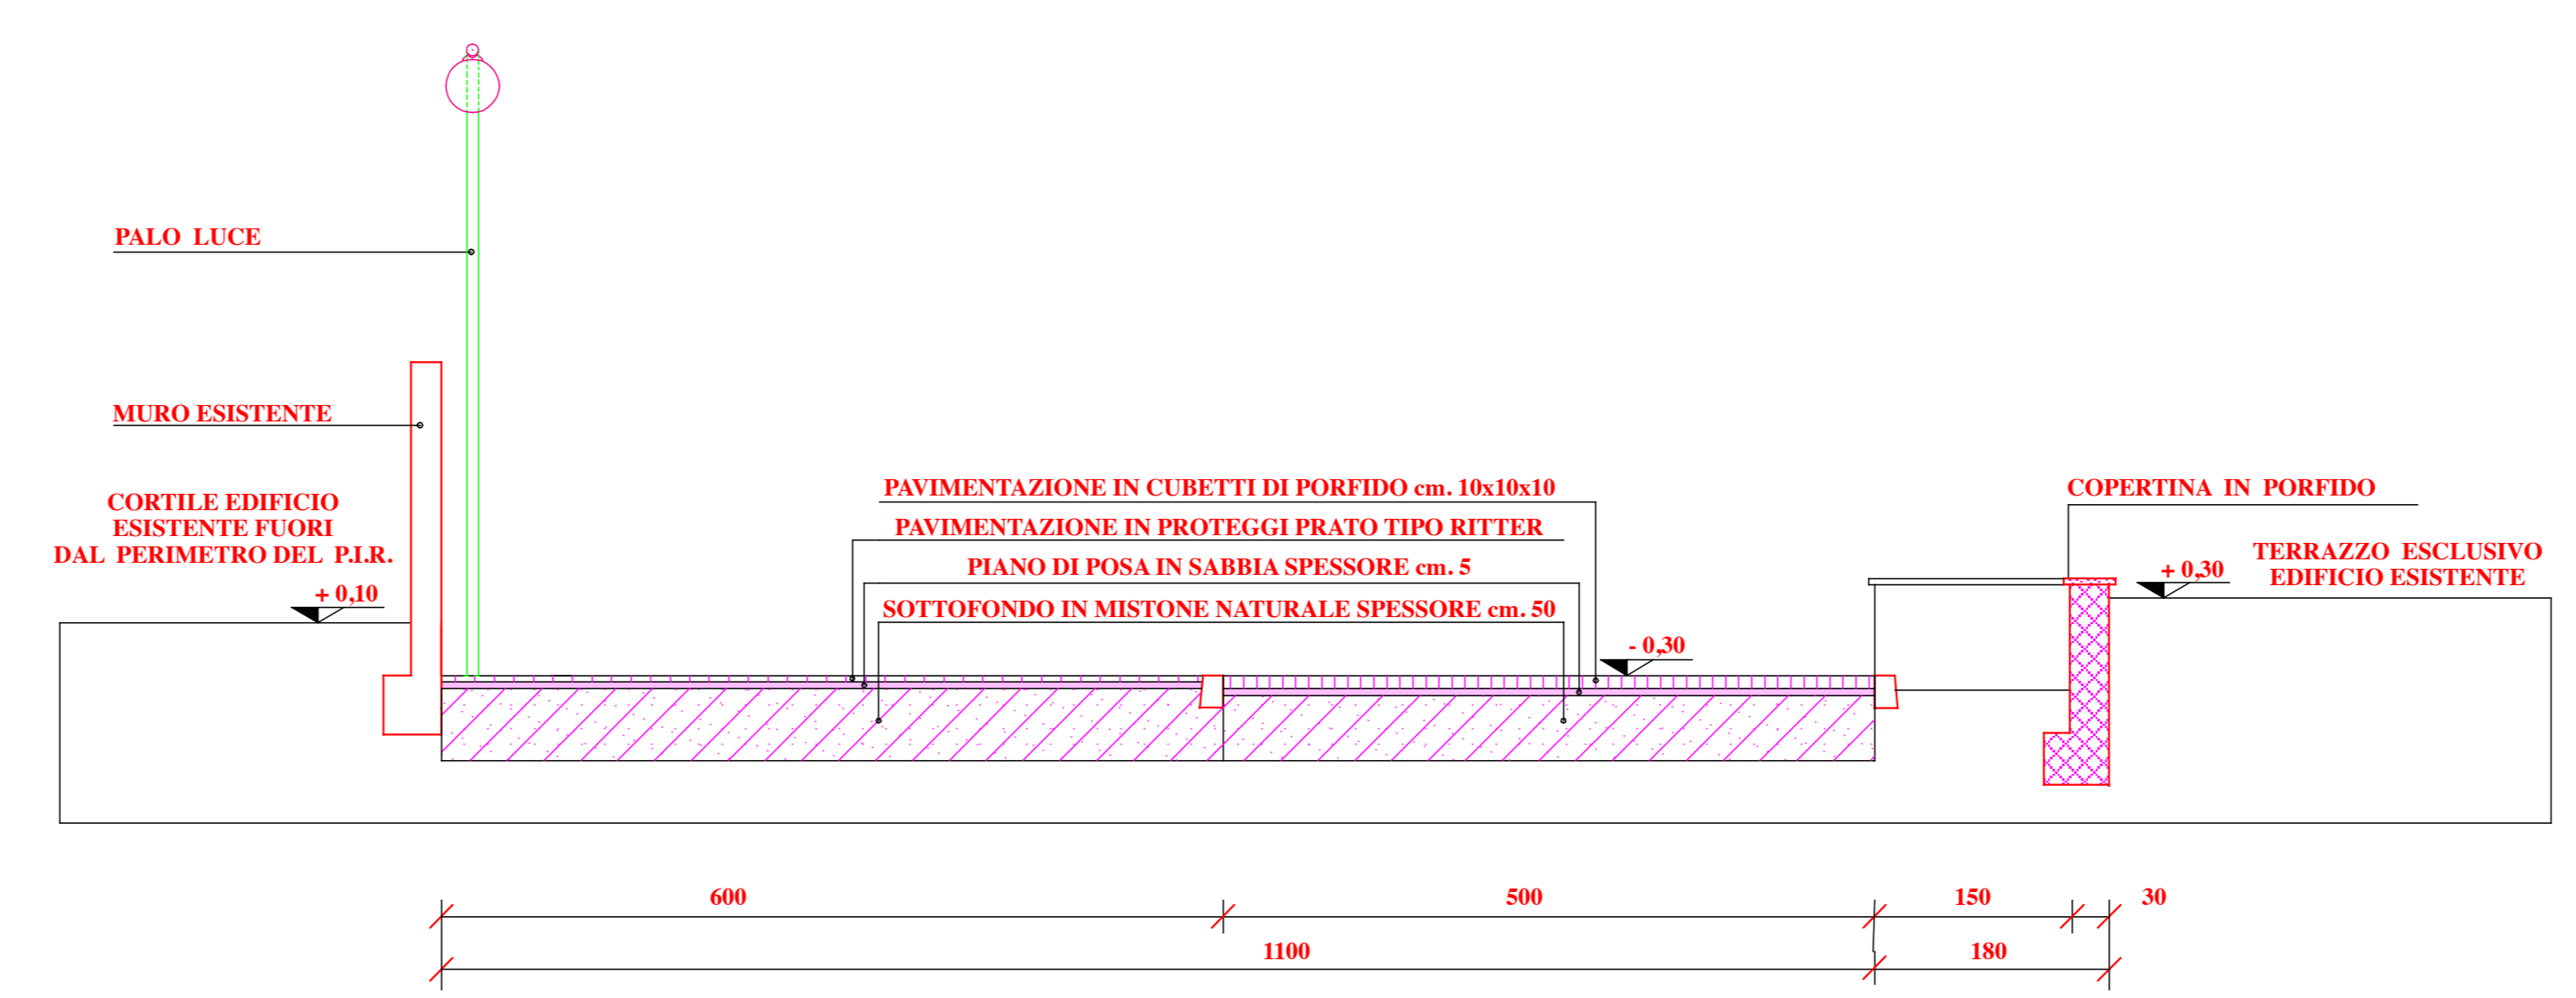 PALO LUCE
MURO ESISTENTE
CORTILE EDIFICIO
ESISTENTE FUORI
DAL PERIMETRO DEL P.I.R.
+ 0,10
PAVIMENTAZIONE IN CUBETTI DI PORFIDO cm. 10x10x10
PAVIMENTAZIONE IN PROTEGGI PRATO TIPO RITTER
PIANO DI POSA IN SABBIA SPESSORE cm. 5
SOTTOFONDO IN MISTONE NATURALE SPESSORE cm. 50
- 0,30
COPERTINA IN PORFIDO
TERRAZZO ESCLUSIVO
EDIFICIO ESISTENTE
+ 0,30
600 500 150 30
1100 180